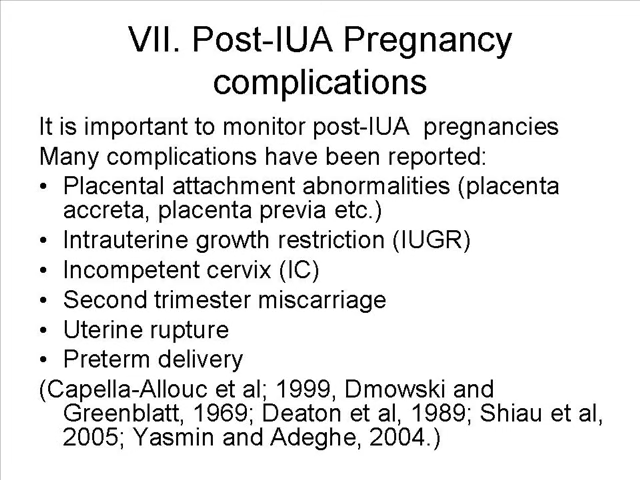 VII. Post-IUA Pregnancy
complications
It is important to monitor post-IUA pregnancies
Many complications have been reported:
• Placental attachment abnormalities (placenta
accreta, placenta previa etc.)
• Intrauterine growth restriction (IUGR)
• Incompetent cervix (IC)
• Second trimester miscarriage
• Uterine rupture
• Preterm delivery
(Capella-Allouc et al; 1999, Dmowski and
Greenblatt, 1969; Deaton et al, 1989; Shiau et al,
2005; Yasmin and Adeghe, 2004.)